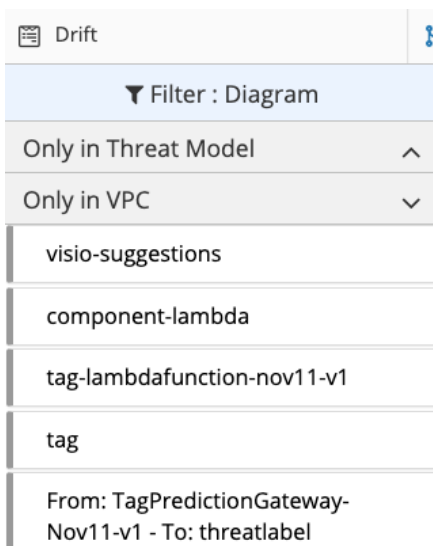 Drift
Filter : Diagram
Only in Threat Model
Only in VPC
visio-suggestions
component-lambda
tag-lambdafunction-nov11-v1
tag
From: TagPredictionGateway-
Nov11-v1 - To: threatlabel